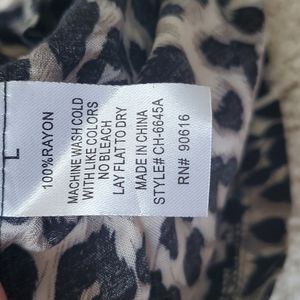 L
100%RAYON
MACHINE WASH COLD
WITH LIKE COLORS
NO BLEACH
LAY FLAT TO DRY
MADE IN CHINA
STYLE# CH-6645A
RN# 90616